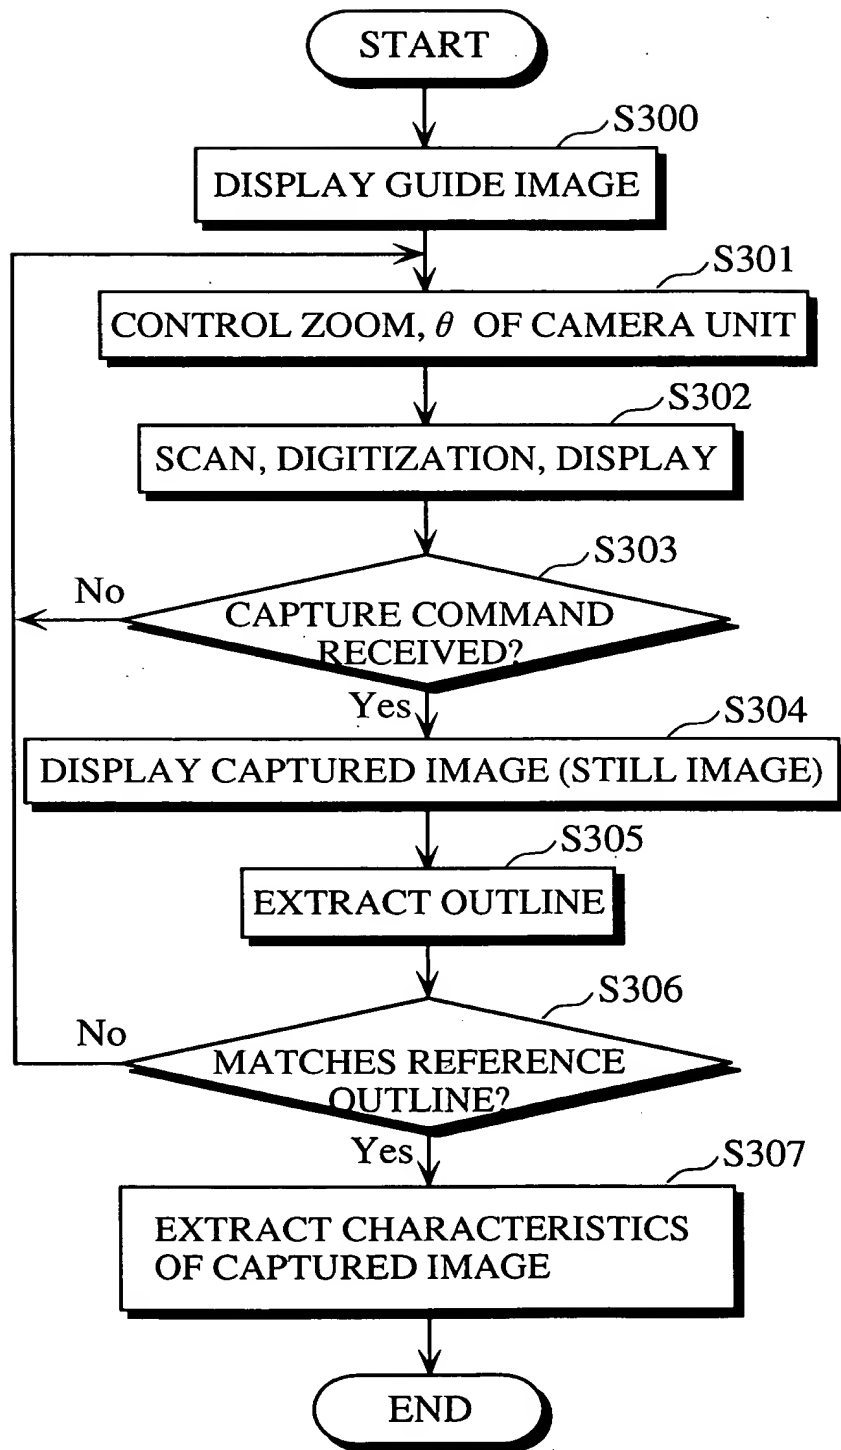 START
S300
DISPLAY GUIDE IMAGE
S301
CONTROL ZOOM, θ OF CAMERA UNIT
S302
SCAN, DIGITIZATION, DISPLAY
S303
No
CAPTURE COMMAND
RECEIVED?
Yes
S304
DISPLAY CAPTURED IMAGE (STILL IMAGE)
S305
EXTRACT OUTLINE
S306
No
MATCHES REFERENCE
OUTLINE?
Yes
S307
EXTRACT CHARACTERISTICS
OF CAPTURED IMAGE
END